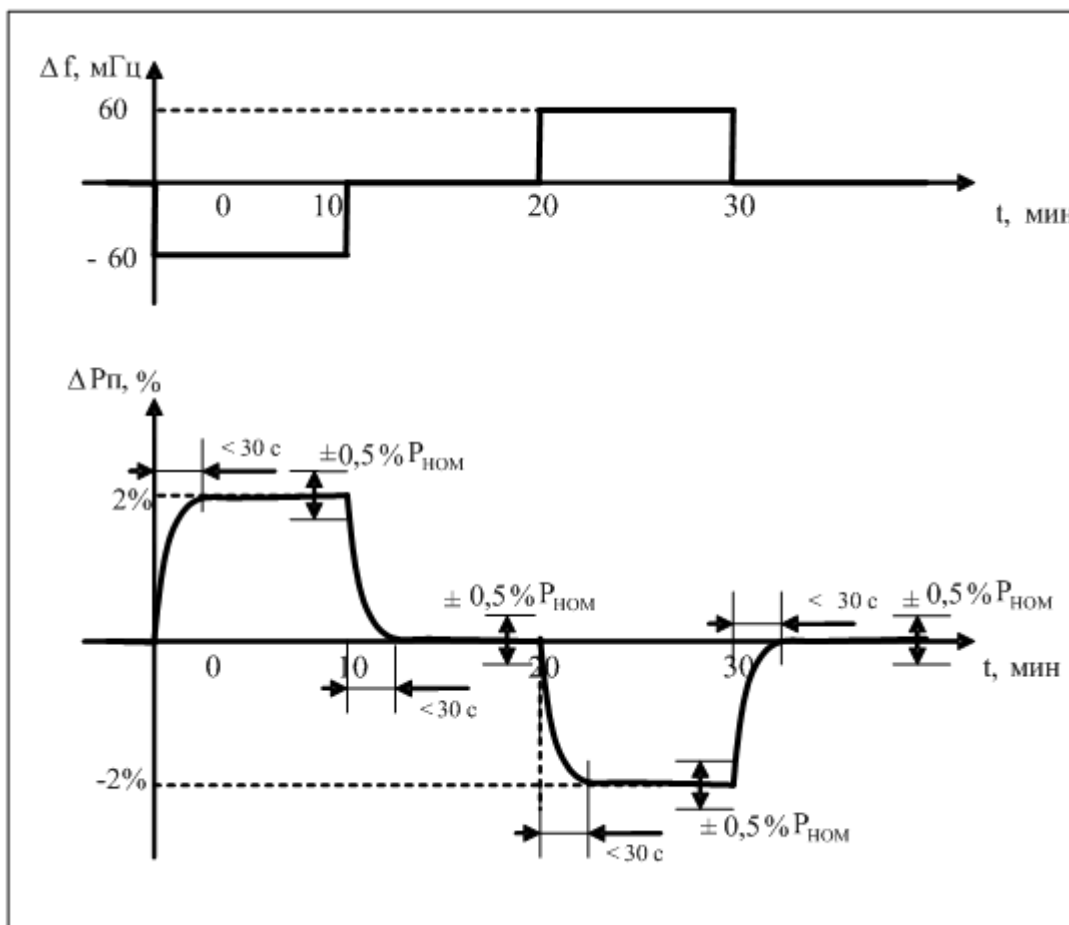 Δ f, мГц
60
0 10 20 30
t, мин
- 60
Δ Pп, %
< 30 с
±0,5% PНОМ
2%
± 0,5% PНОМ
< 30 с
± 0,5% PНОМ
0 10 20 30
t, мин
< 30 с
-2%
± 0,5% PНОМ
<30 с